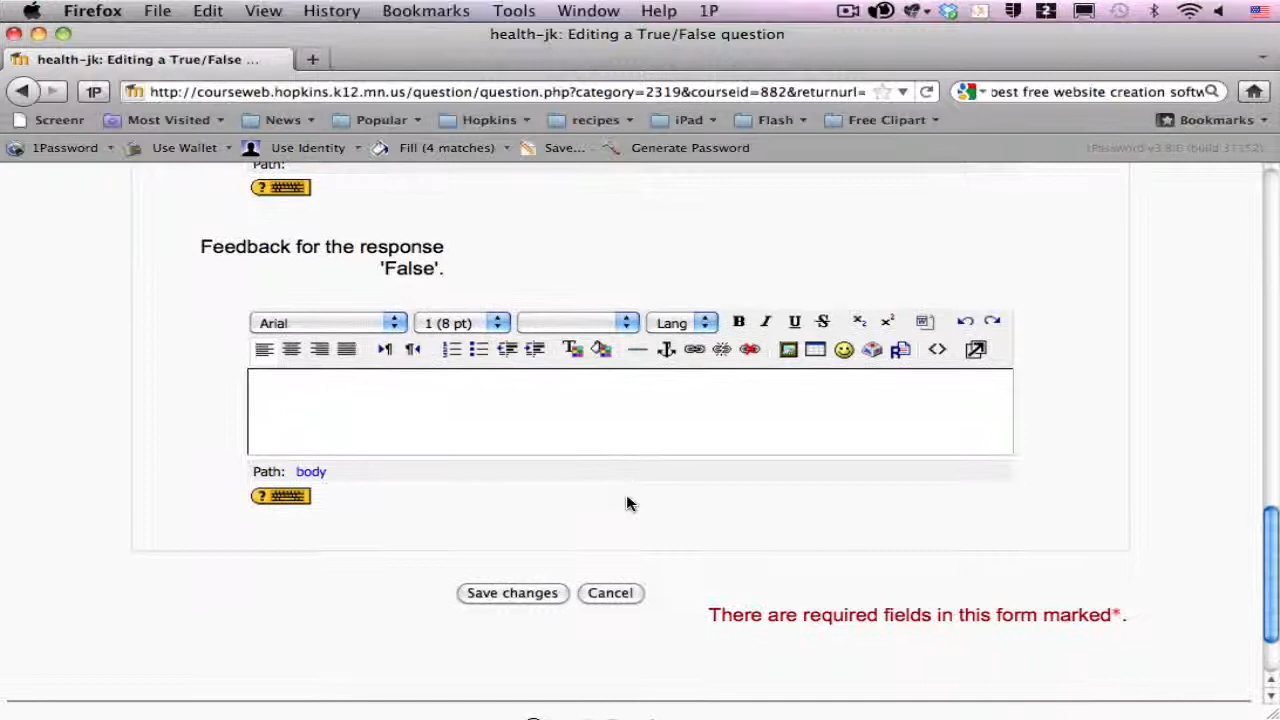 Firefox File Edit View History Bookmarks Tools Window Help 1P
health-jk: Editing a True/False question
health-jk: Editing a True/False ...
1P http://courseweb.hopkins.k12.mn.us/question/question.php?category=2319&courseid=882&returnurl= best free website creation softw
Screenr Most Visited News Popular Hopkins recipes iPad Flash Free Clipart Bookmarks
1Password Use Wallet Use Identity Fill (4 matches) Save... Generate Password
Path:
?
Feedback for the response
'False'.
Arial 1 (8 pt) Lang B I U S
Path: body
?
Save changes Cancel
There are required fields in this form marked*.